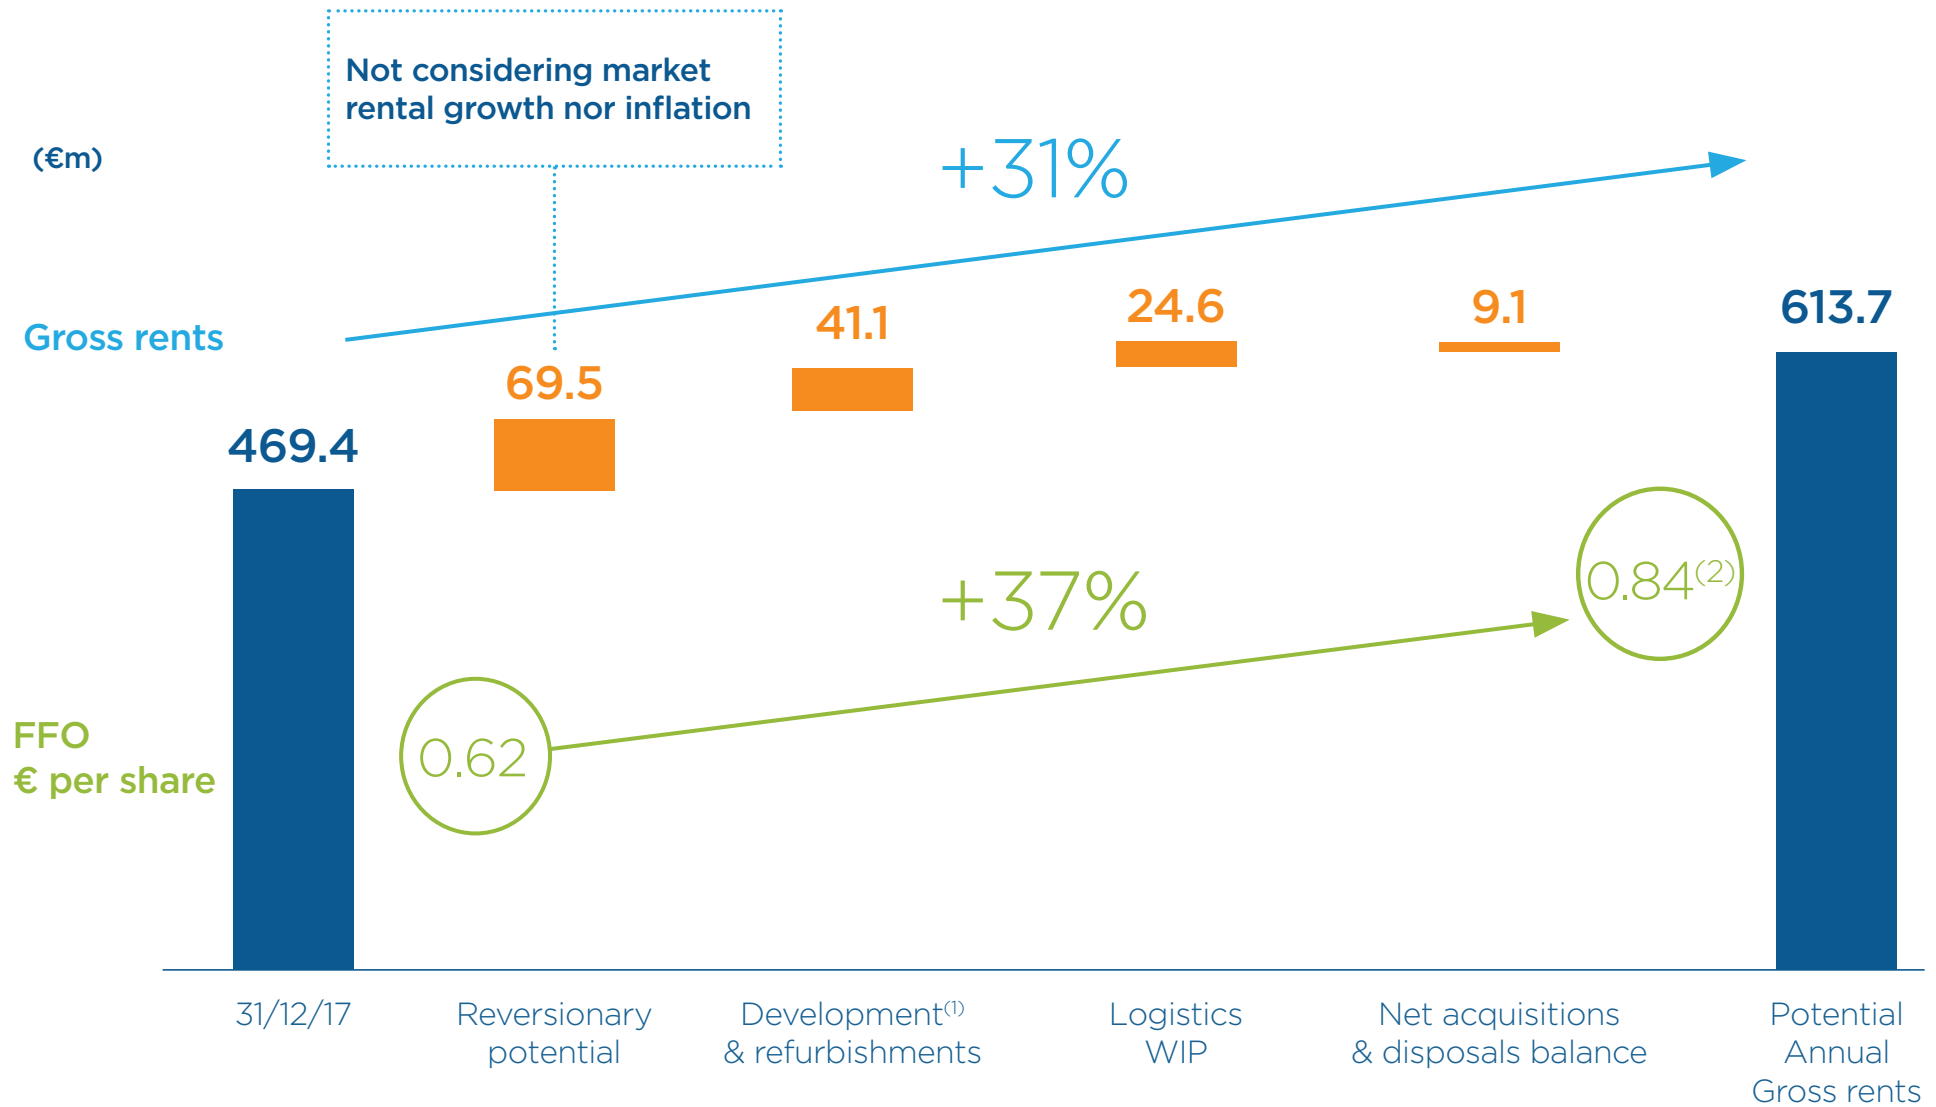 Not considering market
rental growth nor inflation
(€m)
+31%
Gross rents
469.4
69.5
41.1
24.6
9.1
613.7
+37%
0.84(2)
0.62
FFO
€ per share
31/12/17
Reversionary
potential
Development(1)
& refurbishments
Logistics
WIP
Net acquisitions
& disposals balance
Potential
Annual
Gross rents